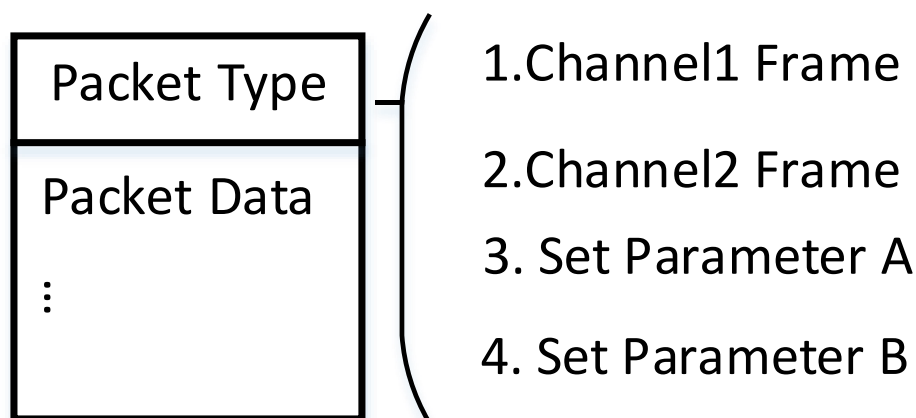 Packet Type
Packet Data
⋮
1.Channel1 Frame
2.Channel2 Frame
3. Set Parameter A
4. Set Parameter B